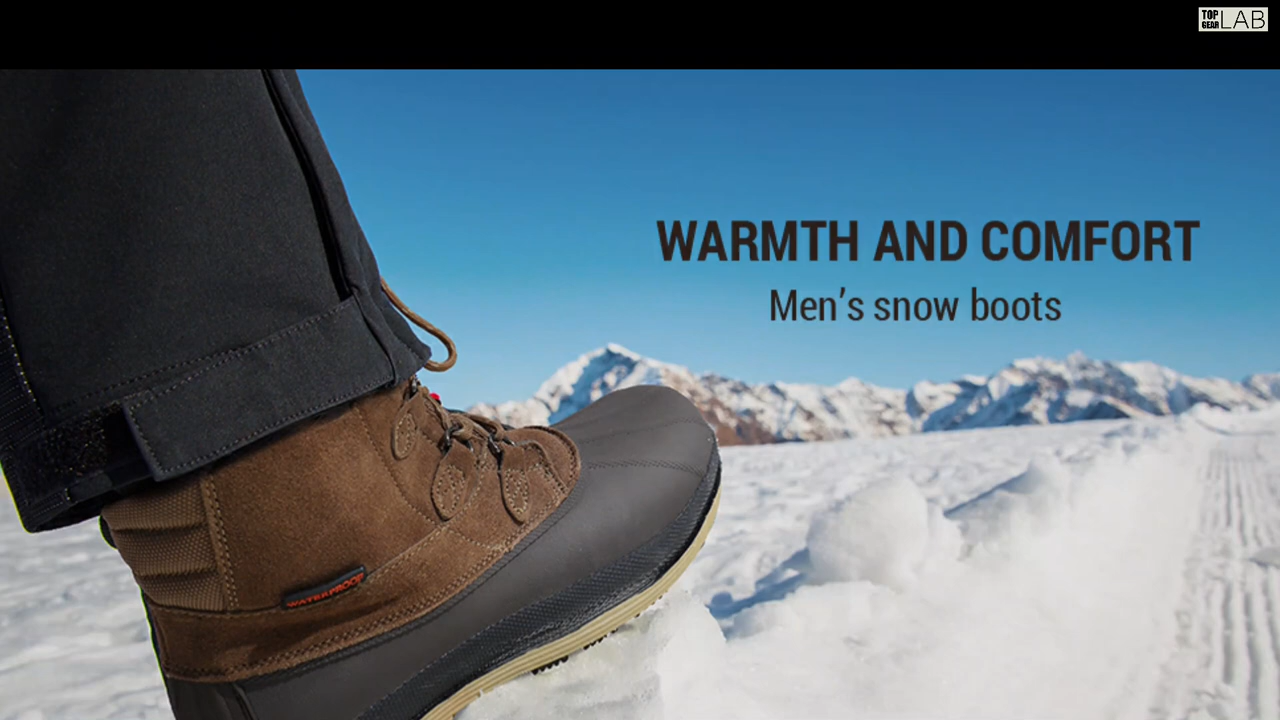 TOP
GEAR LAB
WARMTH AND COMFORT
Men's snow boots
WATERPROOF